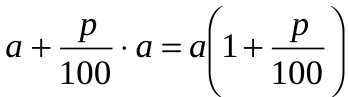 a + p/100 · a = a(1 + p/100)